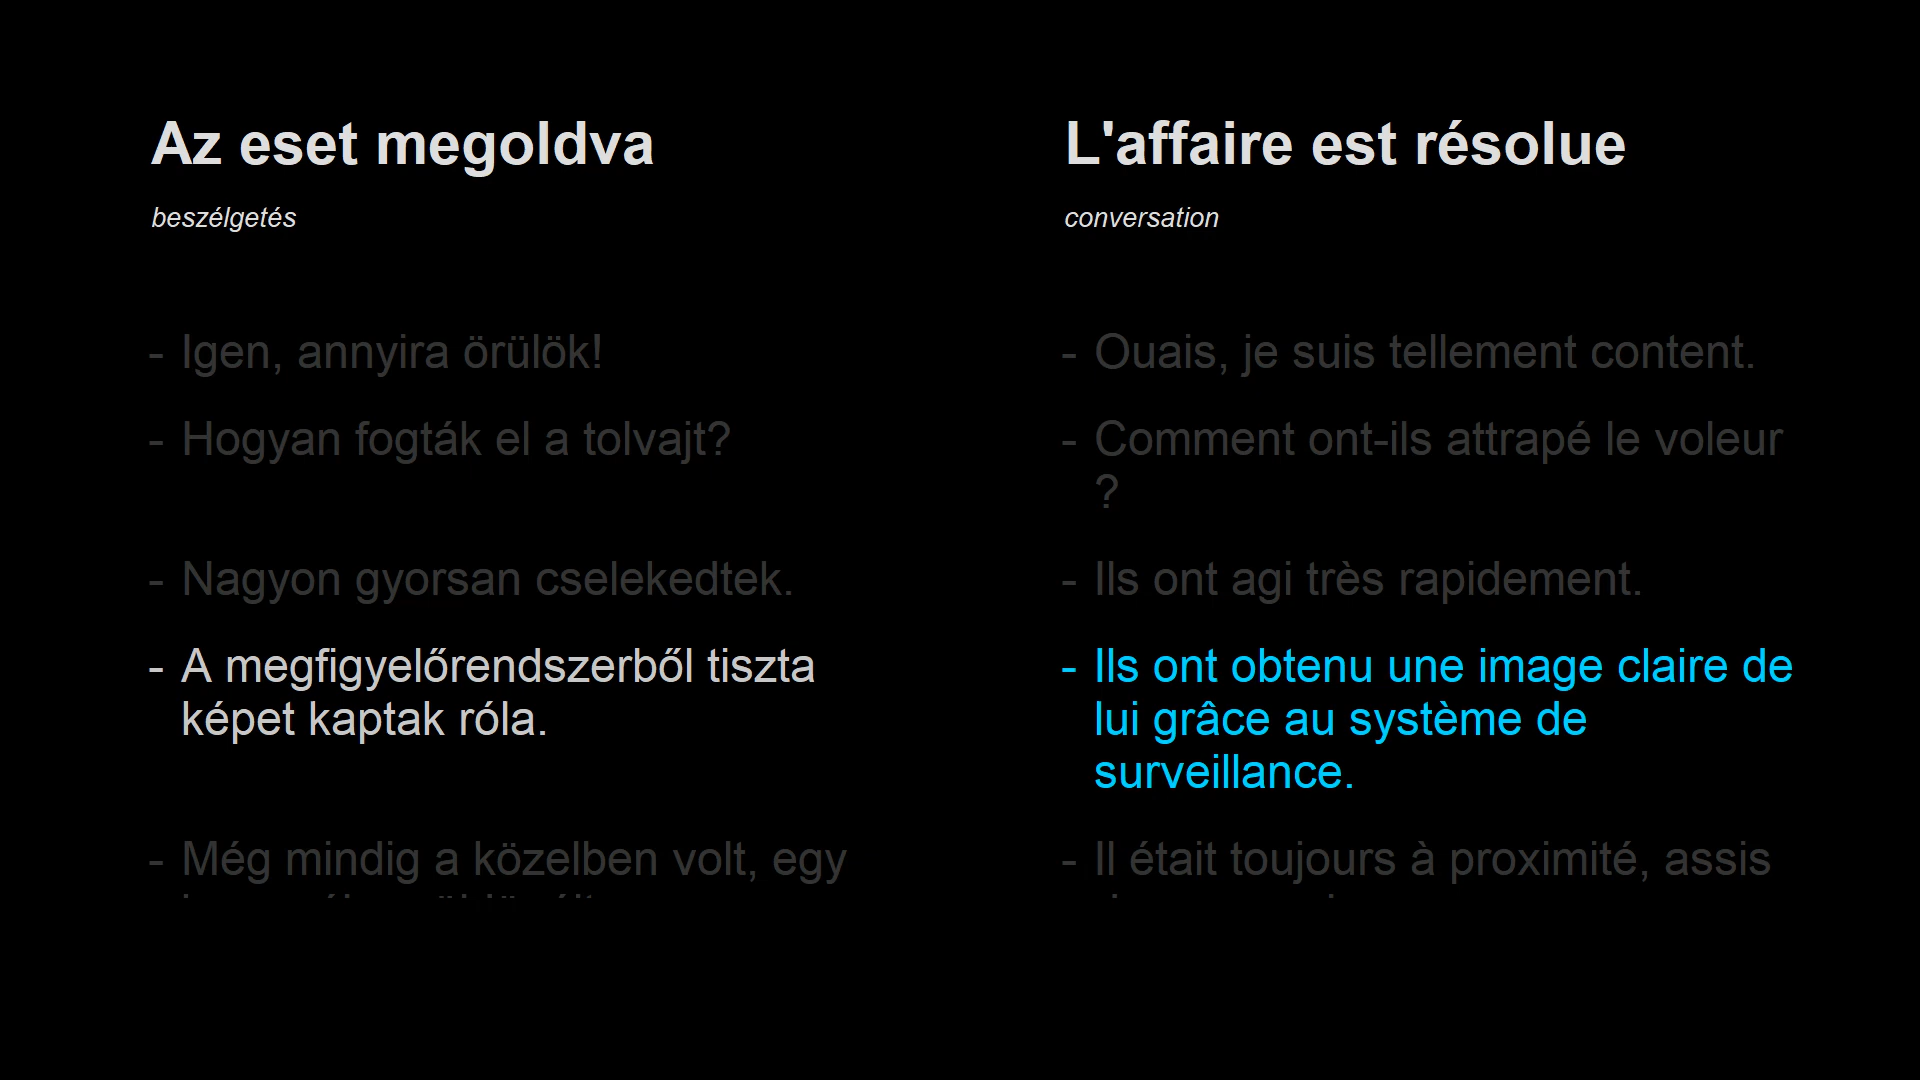 Az eset megoldva
beszélgetés
- Igen, annyira örülök!
- Hogyan fogták el a tolvajt?
- Nagyon gyorsan cselekedtek.
- A megfigyelőrendszerből tiszta
képet kaptak róla.
- Még mindig a közelben volt, egy
L'affaire est résolue
conversation
- Ouais, je suis tellement content.
- Comment ont-ils attrapé le voleur
?
- Ils ont agi très rapidement.
- Ils ont obtenu une image claire de
lui grâce au système de
surveillance.
- Il était toujours à proximité, assis